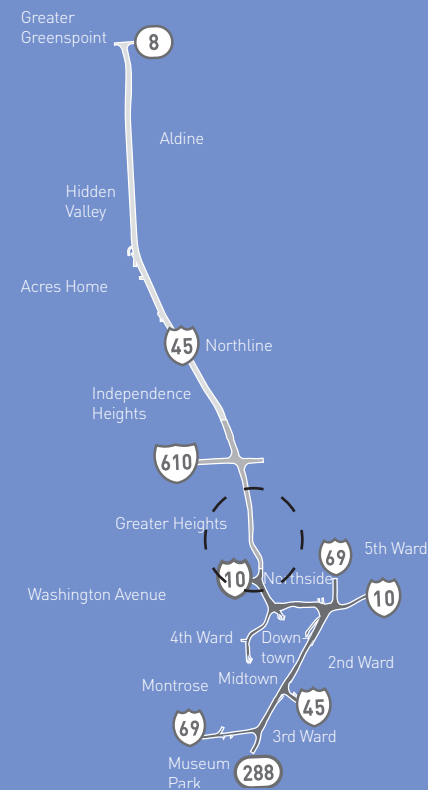 Greater
Greenspoint
8
Aldine
Hidden
Valley
Acres Home
45
Northline
Independence
Heights
610
Greater Heights
69
5th Ward
10
Northside
Washington Avenue
10
4th Ward
Down-
town
2nd Ward
Midtown
Montrose
45
69
3rd Ward
Museum
Park
288